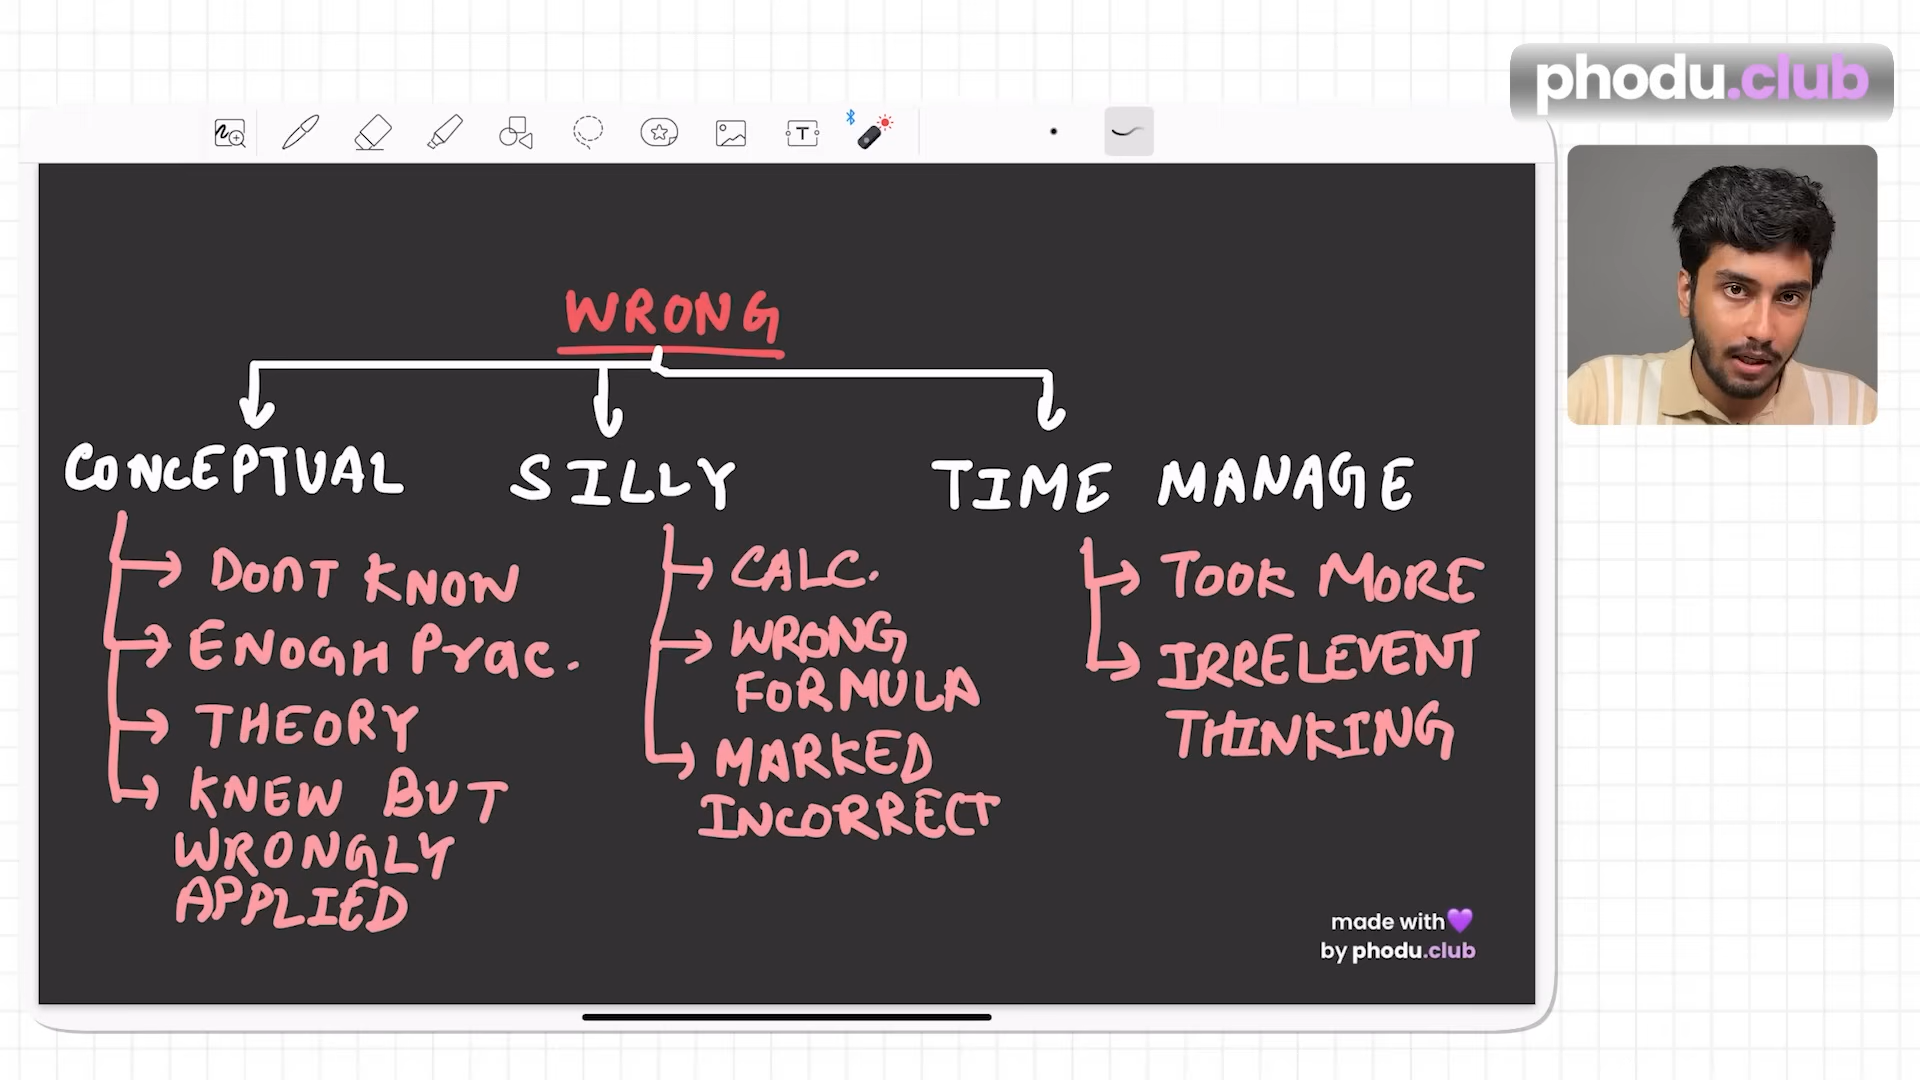 phodu.club
WRONG
CONCEPTUAL
DONT KNOW
ENOGH Prac.
THEORY
KNEW BUT
WRONGLY
APPLIED
SILLY
CALC.
WRONG
FORMULA
MARKED
INCORRECT
TIME MANAGE
TOOK MORE
IRRELEVENT
THINKING
made with💜
by phodu.club